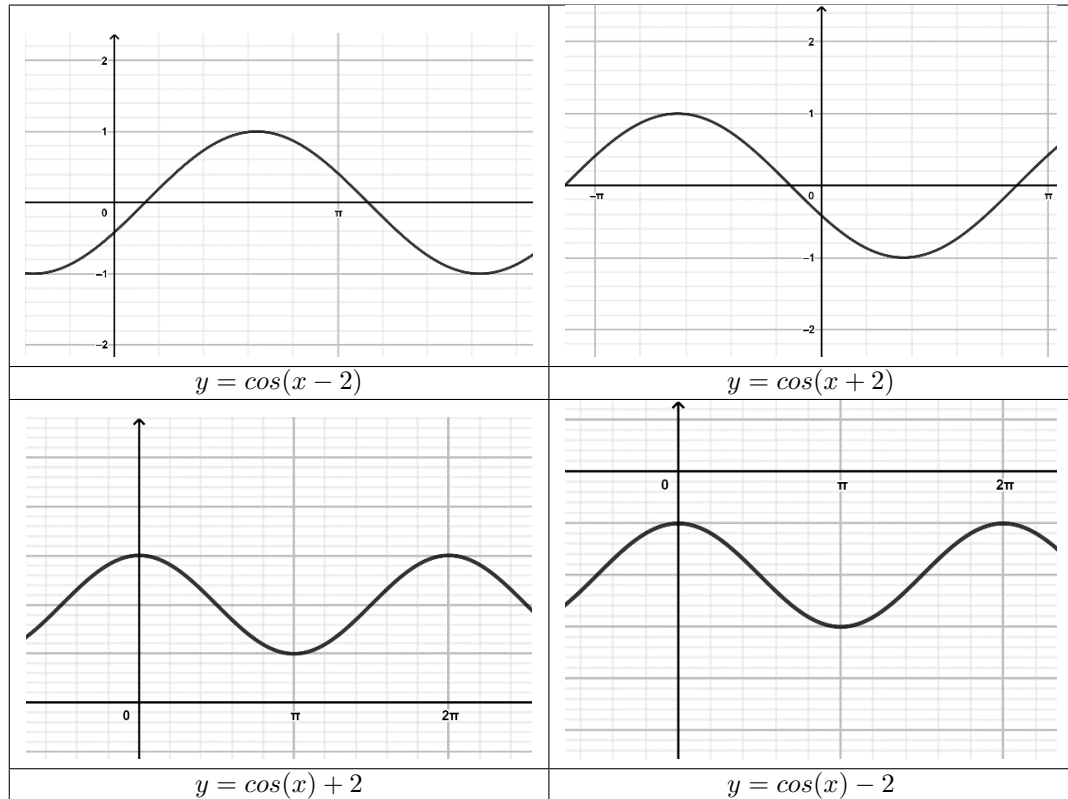 2
1
0
π
−1
−2
2
1
−π
0
π
−1
−2
y = cos(x − 2)
y = cos(x + 2)
0
π
2π
0
π
2π
y = cos(x) + 2
y = cos(x) − 2